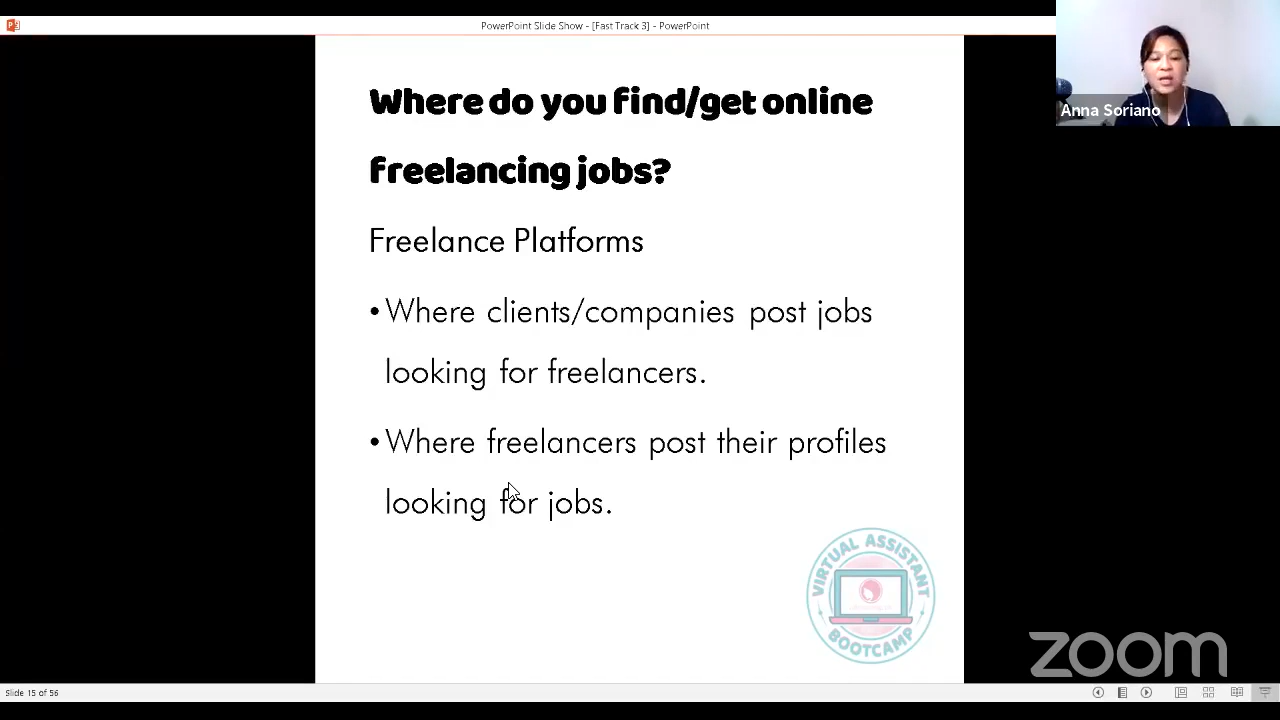 PowerPoint Slide Show - [Fast Track 3] - PowerPoint
Anna Soriano
Where do you find/get online
freelancing jobs?
Freelance Platforms
•Where clients/companies post jobs
looking for freelancers.
•Where freelancers post their profiles
looking for jobs.
VIRTUAL ASSISTANT
BOOTCAMP
zoom
Slide 15 of 56